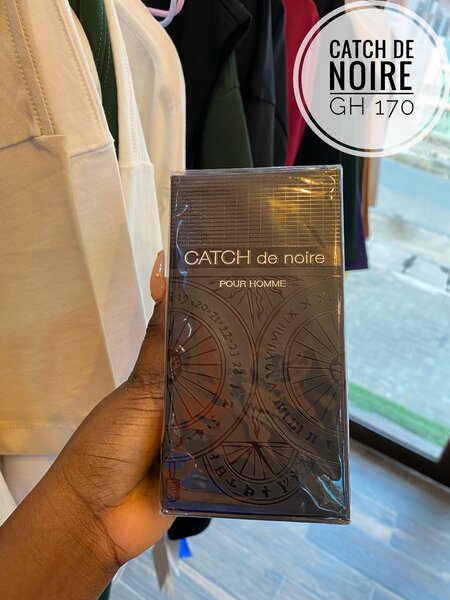 CATCH DE
NOIRE
GH 170
CATCH de noire
POUR HOMME